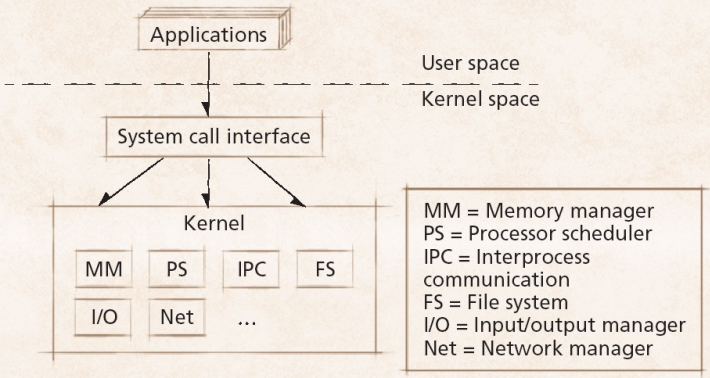 Applications
User space
Kernel space
System call interface
Kernel
MM PS IPC FS
I/O Net ...
MM = Memory manager
PS = Processor scheduler
IPC = Interprocess
communication
FS = File system
I/O = Input/output manager
Net = Network manager